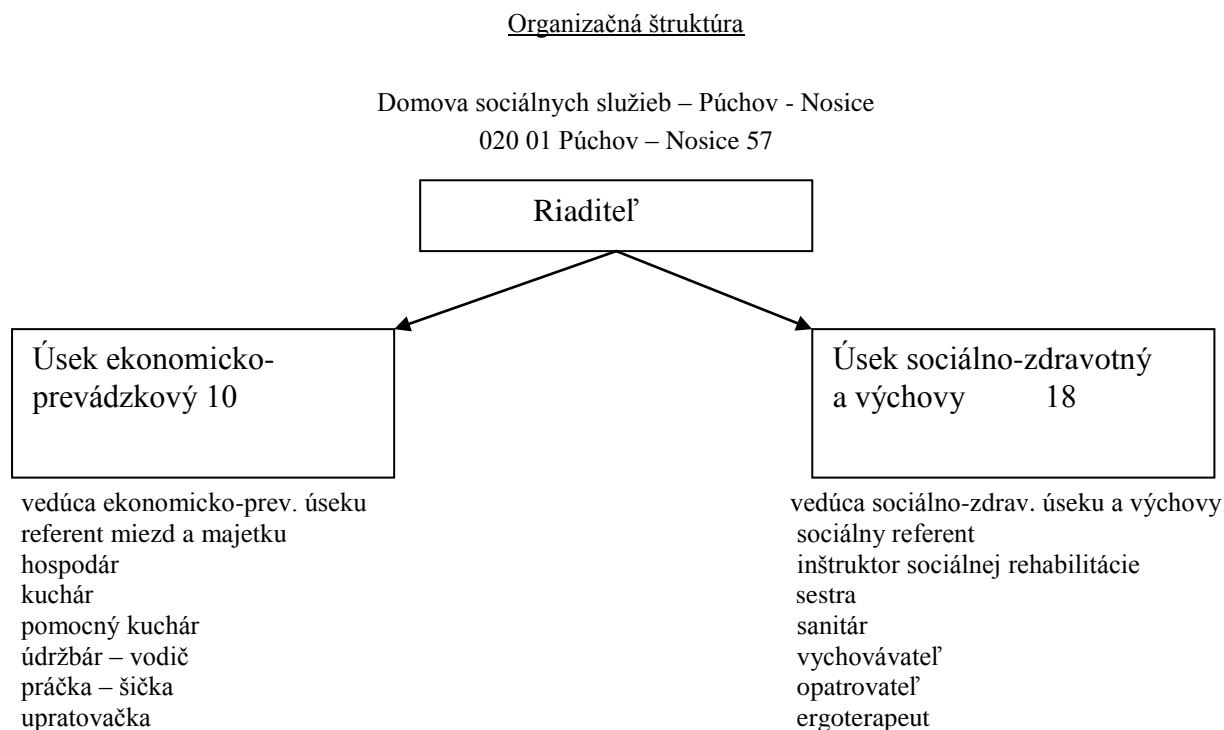 Organizačná štruktúra
Domova sociálnych služieb – Púchov - Nosice
020 01 Púchov – Nosice 57
Riaditeľ
Úsek ekonomicko-
prevádzkový 10
vedúca ekonomicko-prev. úseku
referent miezd a majetku
hospodár
kuchár
pomocný kuchár
údržbár – vodič
práčka – šička
upratovačka
Úsek sociálno-zdravotný
a výchovy 18
vedúca sociálno-zdrav. úseku a výchovy
sociálny referent
inštruktor sociálnej rehabilitácie
sestra
sanitár
vychovávateľ
opatrovateľ
ergoterapeut